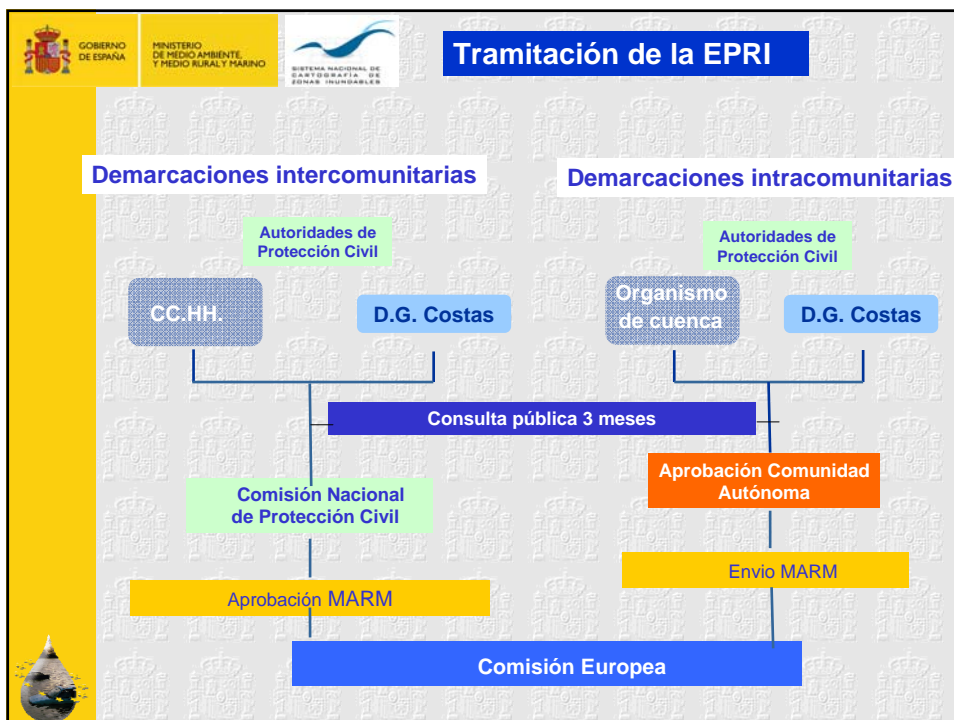 GOBIERNO
DE ESPAÑA
MINISTERIO
DE MEDIO AMBIENTE,
Y MEDIO RURAL Y MARINO
SISTEMA NACIONAL DE
CARTOGRAFÍA DE
ZONAS INUNDABLES
Tramitación de la EPRI
Demarcaciones intercomunitarias
Demarcaciones intracomunitarias
Autoridades de
Protección Civil
Autoridades de
Protección Civil
CC.HH.
D.G. Costas
Organismo
de cuenca
D.G. Costas
Consulta pública 3 meses
Comisión Nacional
de Protección Civil
Aprobación Comunidad
Autónoma
Aprobación MARM
Envio MARM
Comisión Europea